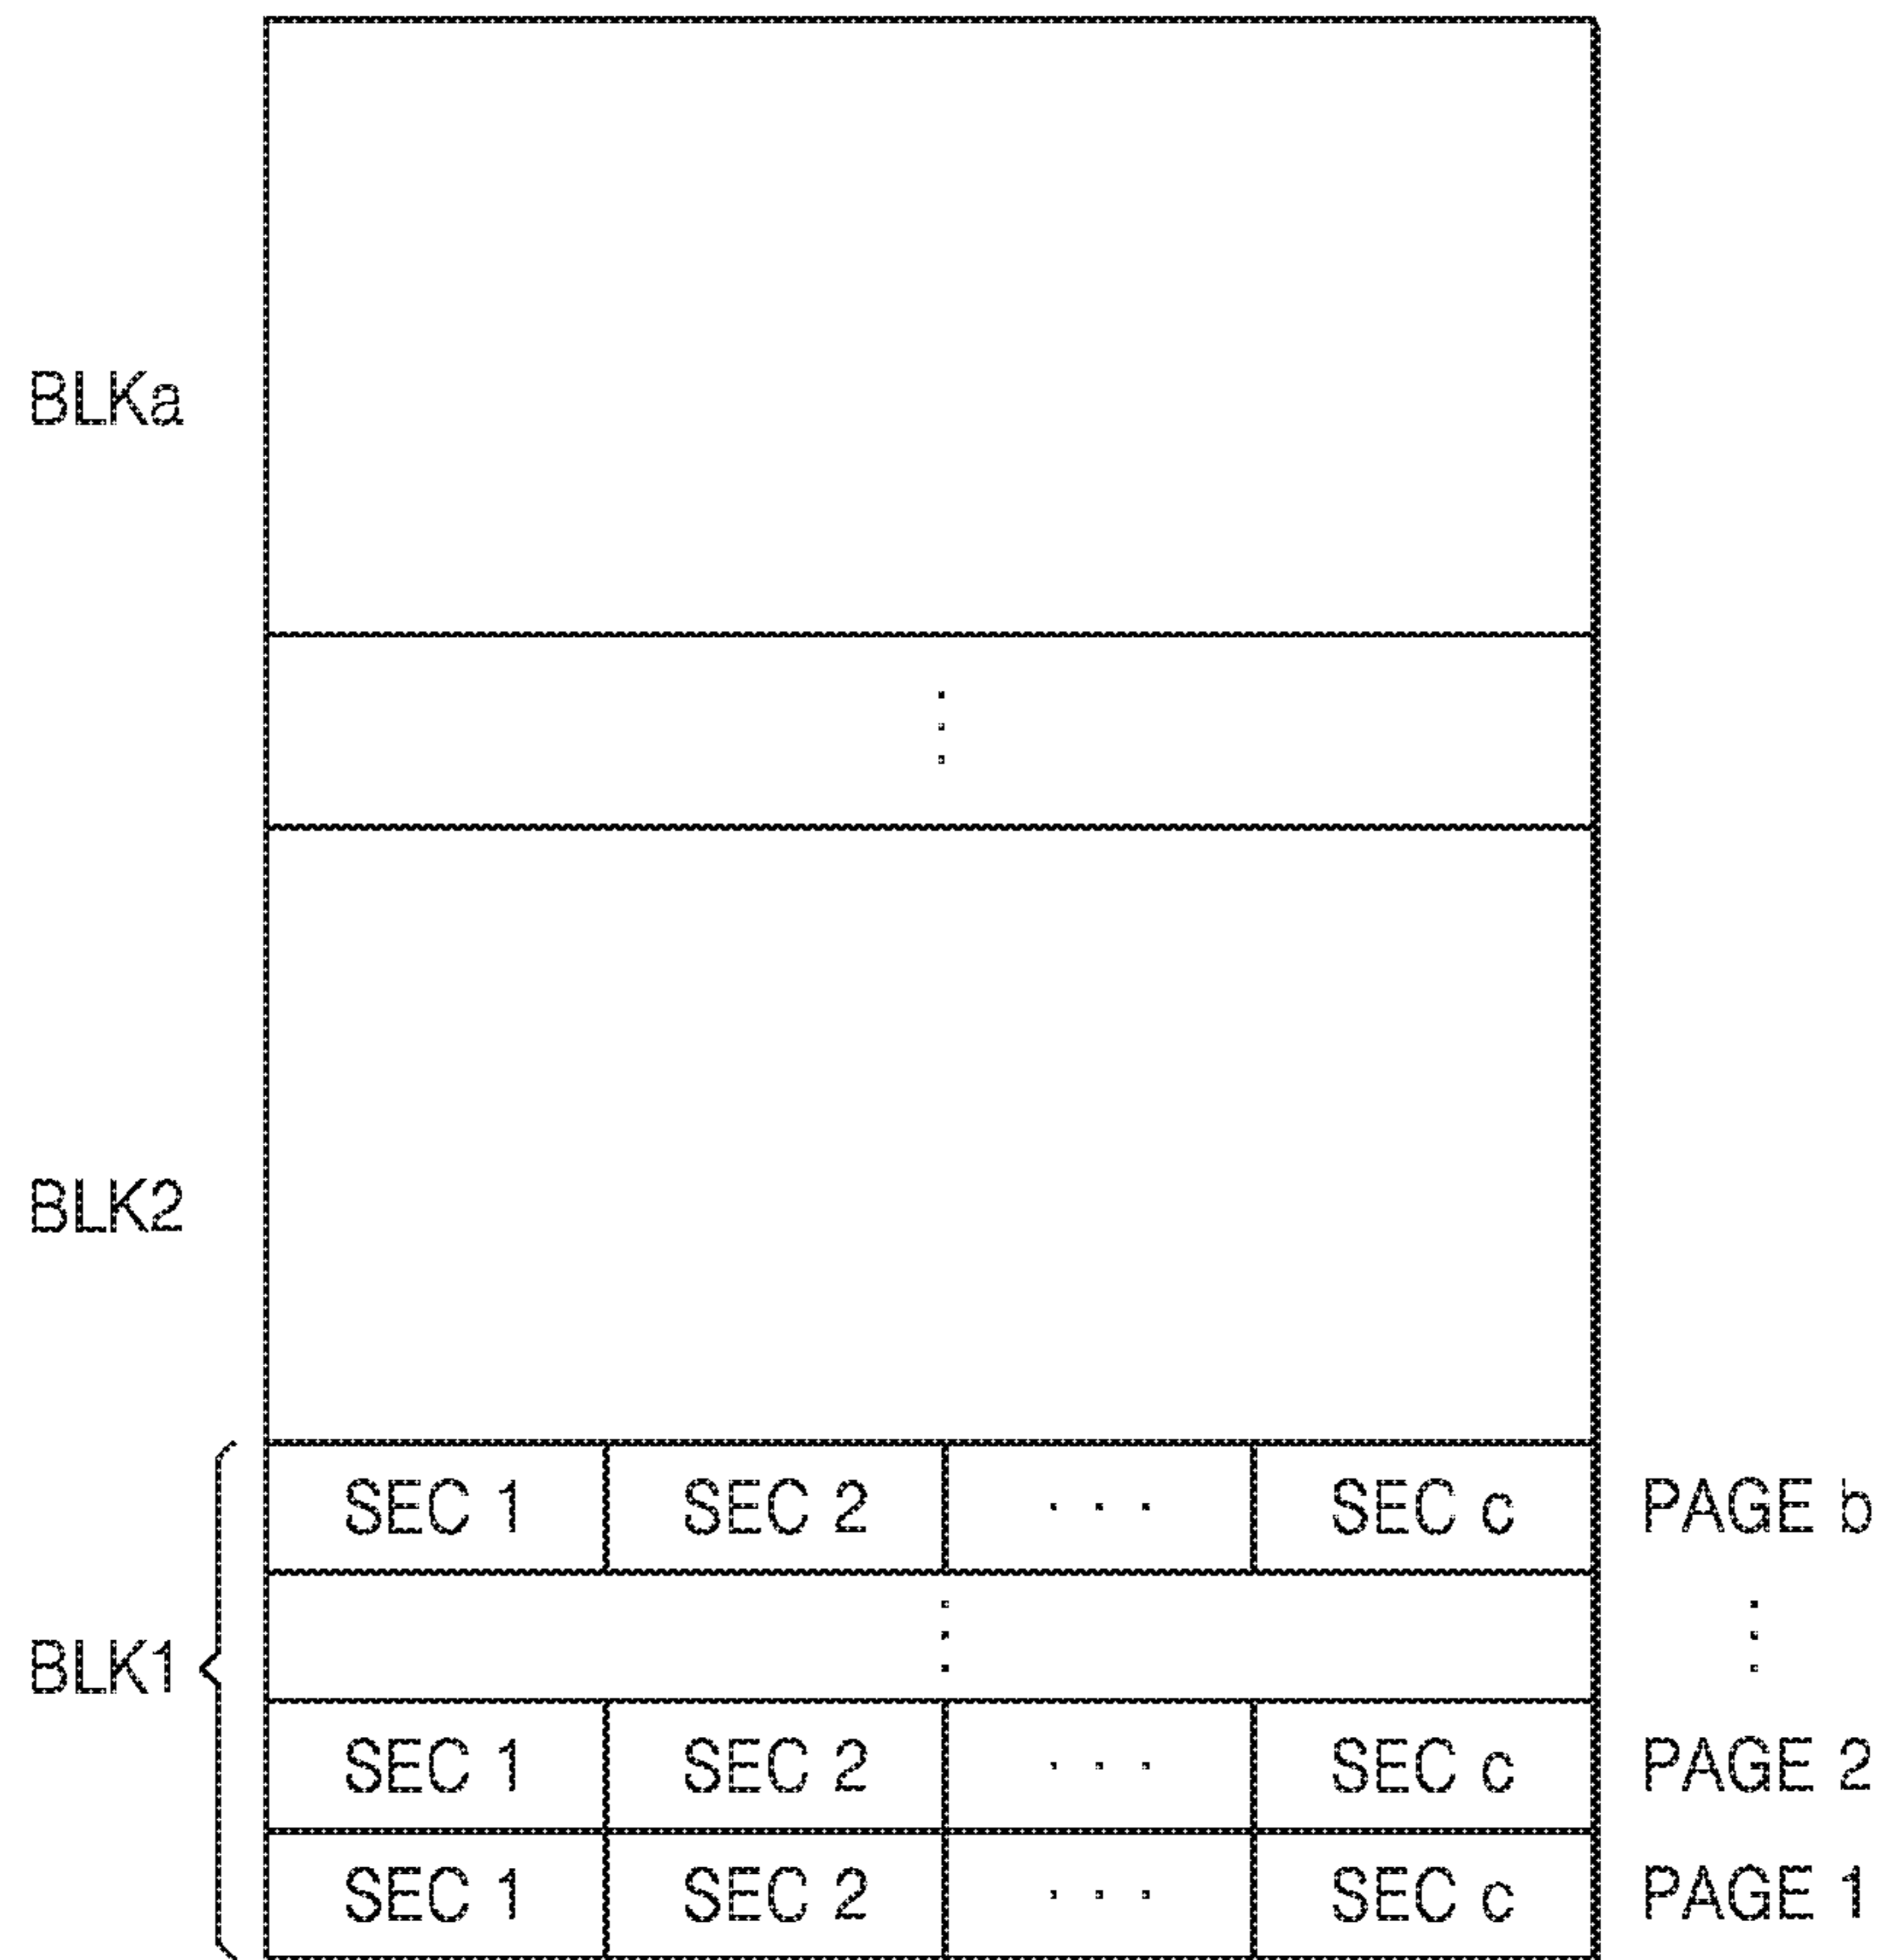 BLKa
⋮
BLK2
SEC 1 SEC 2 ··· SEC c PAGE b
BLK1 ⋮ ⋮
SEC 1 SEC 2 ··· SEC c PAGE 2
SEC 1 SEC 2 ··· SEC c PAGE 1